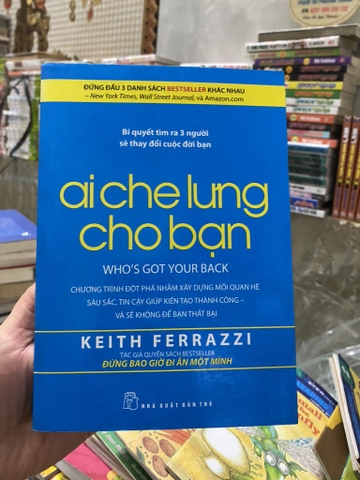 ĐỨNG ĐẦU 3 DANH SÁCH BESTSELLER KHÁC NHAU
– New York Times, Wall Street Journal, và Amazon.com
Bí quyết tìm ra 3 người
sẽ thay đổi cuộc đời bạn
ai che lưng
cho bạn
WHO'S GOT YOUR BACK
CHƯƠNG TRÌNH ĐỘT PHÁ NHẰM XÂY DỰNG MỐI QUAN HỆ
SÂU SẮC, TIN CẬY GIÚP KIẾN TẠO THÀNH CÔNG –
VÀ SẼ KHÔNG ĐỂ BẠN THẤT BẠI
KEITH FERRAZZI
TÁC GIẢ QUYỂN SÁCH BESTSELLER
ĐỪNG BAO GIỜ ĐI ĂN MỘT MÌNH
NHÀ XUẤT BẢN TRẺ